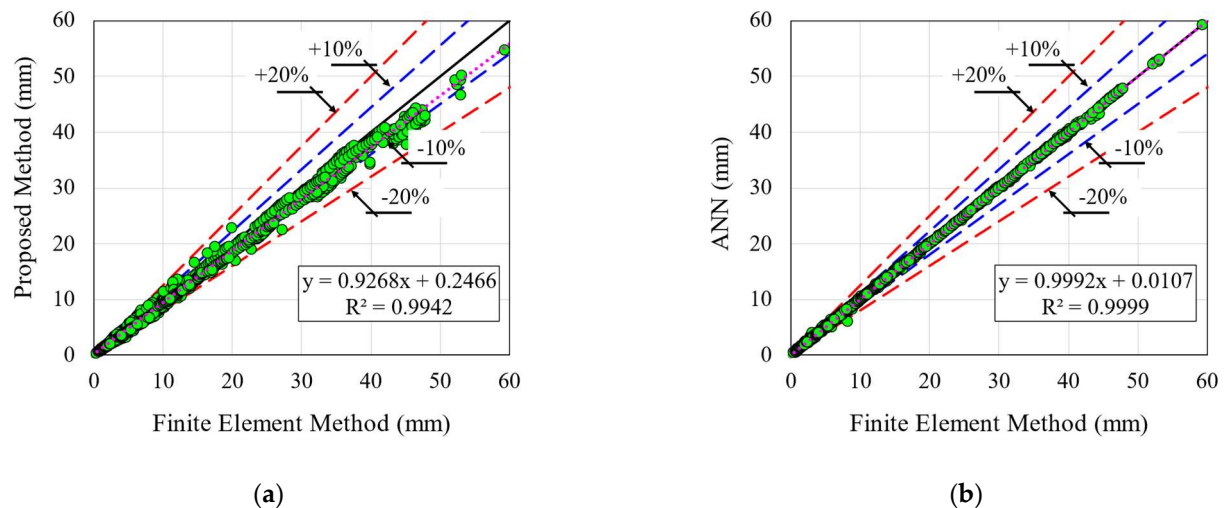 60
50
40
30
20
10
0
Proposed Method (mm)
+10%
+20%
-10%
-20%
y = 0.9268x + 0.2466
R² = 0.9942
0 10 20 30 40 50 60
Finite Element Method (mm)
(a)
60
50
40
30
20
10
0
ANN (mm)
+10%
+20%
-10%
-20%
y = 0.9992x + 0.0107
R² = 0.9999
0 10 20 30 40 50 60
Finite Element Method (mm)
(b)